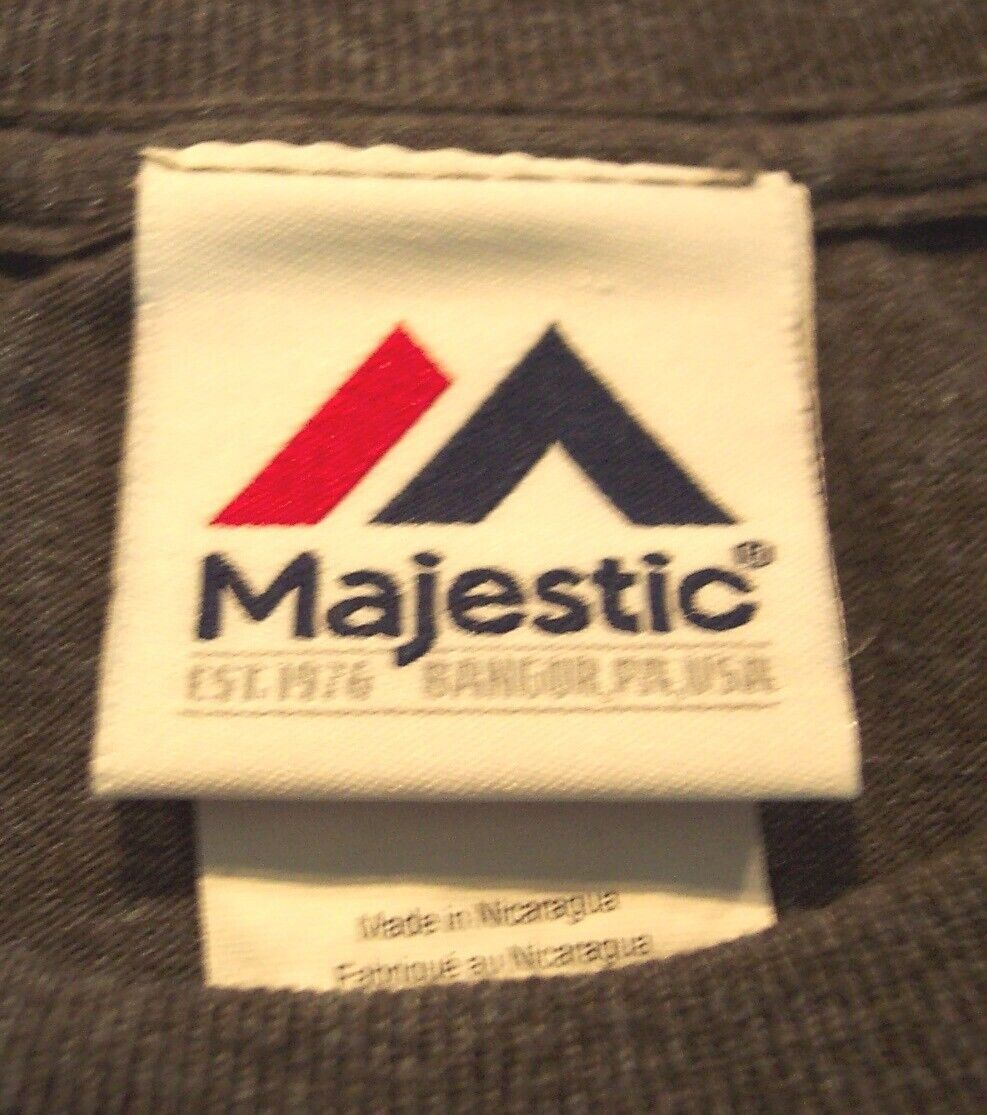 Majestic®
EST. 1976 BANGOR, PA, USA
Made in Nicaragua
Fabriqué au Nicaragua